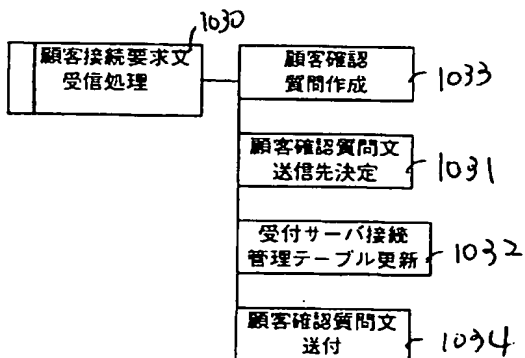 1030
顧客接続要求文
受信処理
顧客確認
質問作成
1033
顧客確認質問文
送信先決定
1031
受付サーバ接続
管理テーブル更新
1032
顧客確認質問文
送付
1034